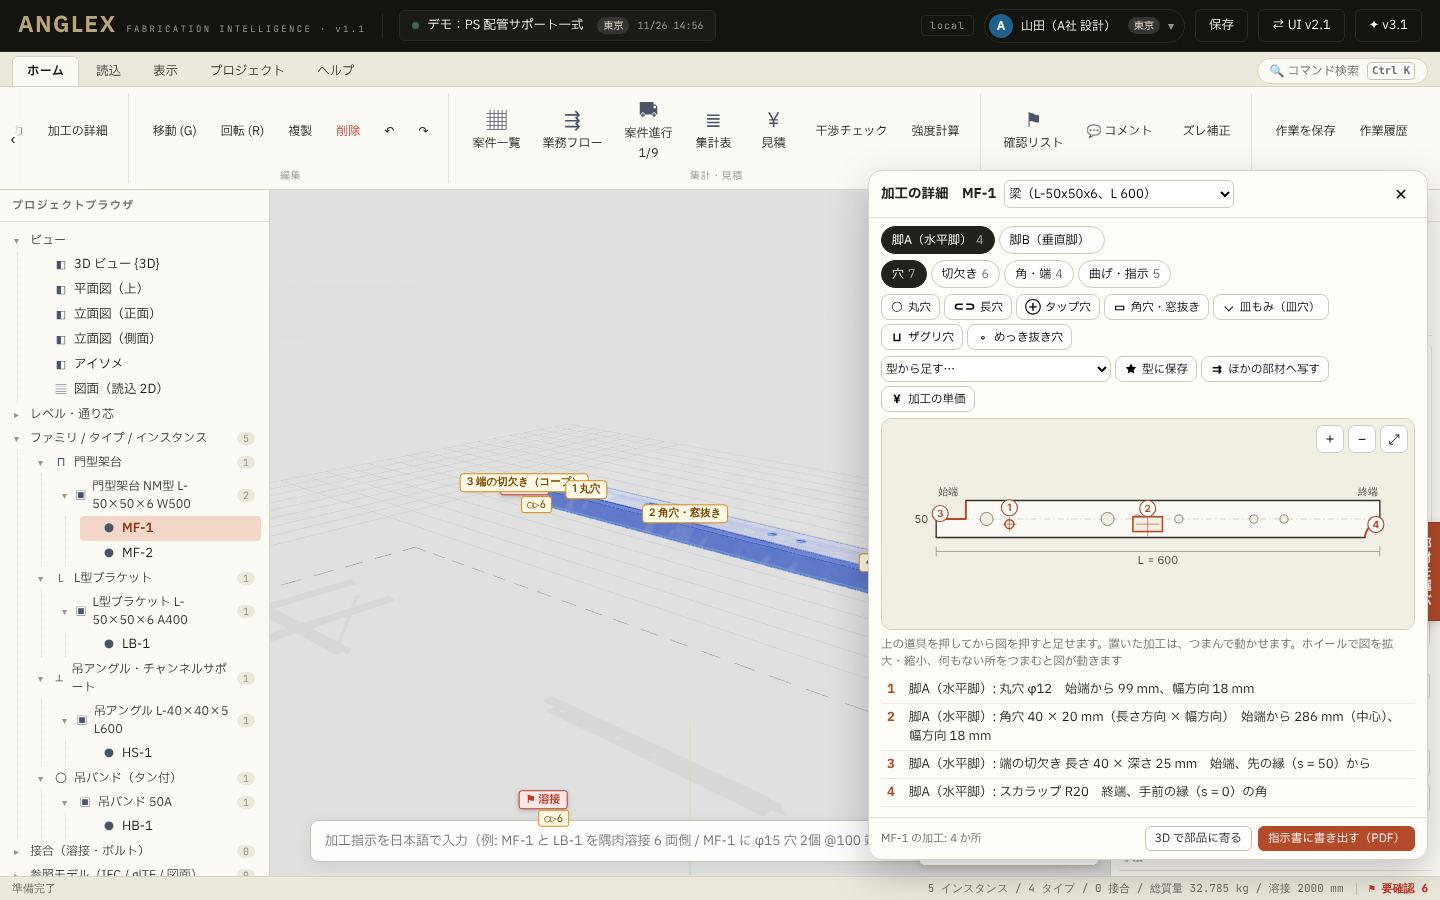 ANGLEX FABRICATION INTELLIGENCE · v1.1
デモ：PS 配管サポート一式 東京 11/26 14:56
local A 山田（A社 設計） 東京 ▾ 保存 ⇄ UI v2.1 ✦ v3.1
ホーム 読込 表示 プロジェクト ヘルプ コマンド検索 Ctrl K
加工の詳細 移動 (G) 回転 (R) 複製 削除 ↶ ↷
編集
案件一覧 業務フロー 案件進行 1/9 集計表 見積 干渉チェック 強度計算
集計・見積
確認リスト コメント ズレ補正 作業を保存 作業履歴
プロジェクトブラウザ
ビュー
3D ビュー {3D}
平面図（上）
立面図（正面）
立面図（側面）
アイソメ
図面（読込 2D）
レベル・通り芯
ファミリ / タイプ / インスタンス 5
門型架台 1
門型架台 NM型 L-
50×50×6 W500 2
MF-1
MF-2
L型ブラケット 1
L型ブラケット L-
50×50×6 A400 1
LB-1
吊アングル・チャンネルサポ
ート 1
吊アングル L-40×40×5
L600 1
HS-1
吊バンド（タン付） 1
吊バンド 50A 1
HB-1
接合（溶接・ボルト） 0
参照モデル（IFC / glTF / 図面） 0
3 端の切欠き（コープ）
1 丸穴
6
2 角穴・窓抜き
溶接
6
加工指示を日本語で入力（例: MF-1 と LB-1 を隅肉溶接 6 両側 / MF-1 に φ15 穴 2個 @100
加工の詳細 MF-1 梁（L-50x50x6、L 600） ✕
脚A（水平脚） 4 脚B（垂直脚）
穴 7 切欠き 6 角・端 4 曲げ・指示 5
丸穴 長穴 タップ穴 角穴・窓抜き 皿もみ（皿穴）
ザグリ穴 めっき抜き穴
型から足す… ★ 型に保存 ほかの部材へ写す
¥ 加工の単価
+ −
始端 終端
50 3 1 2 4
L = 600
上の道具を押してから図を押すと足せます。置いた加工は、つまんで動かせます。ホイールで図を拡
大・縮小、何もない所をつまむと図が動きます
1 脚A（水平脚）: 丸穴 φ12 始端から 99 mm、幅方向 18 mm
2 脚A（水平脚）: 角穴 40 × 20 mm（長さ方向 × 幅方向） 始端から 286 mm（中心）、
幅方向 18 mm
3 脚A（水平脚）: 端の切欠き 長さ 40 × 深さ 25 mm 始端、先の縁（s = 50）から
4 脚A（水平脚）: スカラップ R20 終端、手前の縁（s = 0）の角
MF-1 の加工: 4 か所 3D で部品に寄る 指示書に書き出す（PDF）
準備完了 5 インスタンス / 4 タイプ / 0 接合 / 総質量 32.785 kg / 溶接 2000 mm 要確認 6